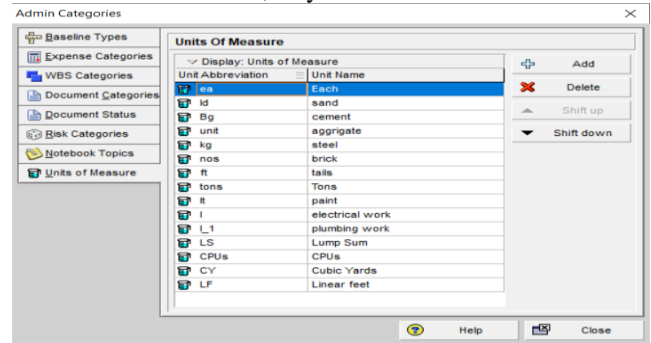 Admin Categories
Baseline Types
Expense Categories
WBS Categories
Document Categories
Document Status
Risk Categories
Notebook Topics
Units of Measure
Units Of Measure
Display: Units of Measure
Unit Abbreviation Unit Name
ea Each
ld sand
Bg cement
unit aggrigate
kg steel
nos brick
ft tails
tons Tons
lt paint
l electrical work
l_1 plumbing work
LS Lump Sum
CPUs CPUs
CY Cubic Yards
LF Linear feet
Add
Delete
Shift up
Shift down
Help Close